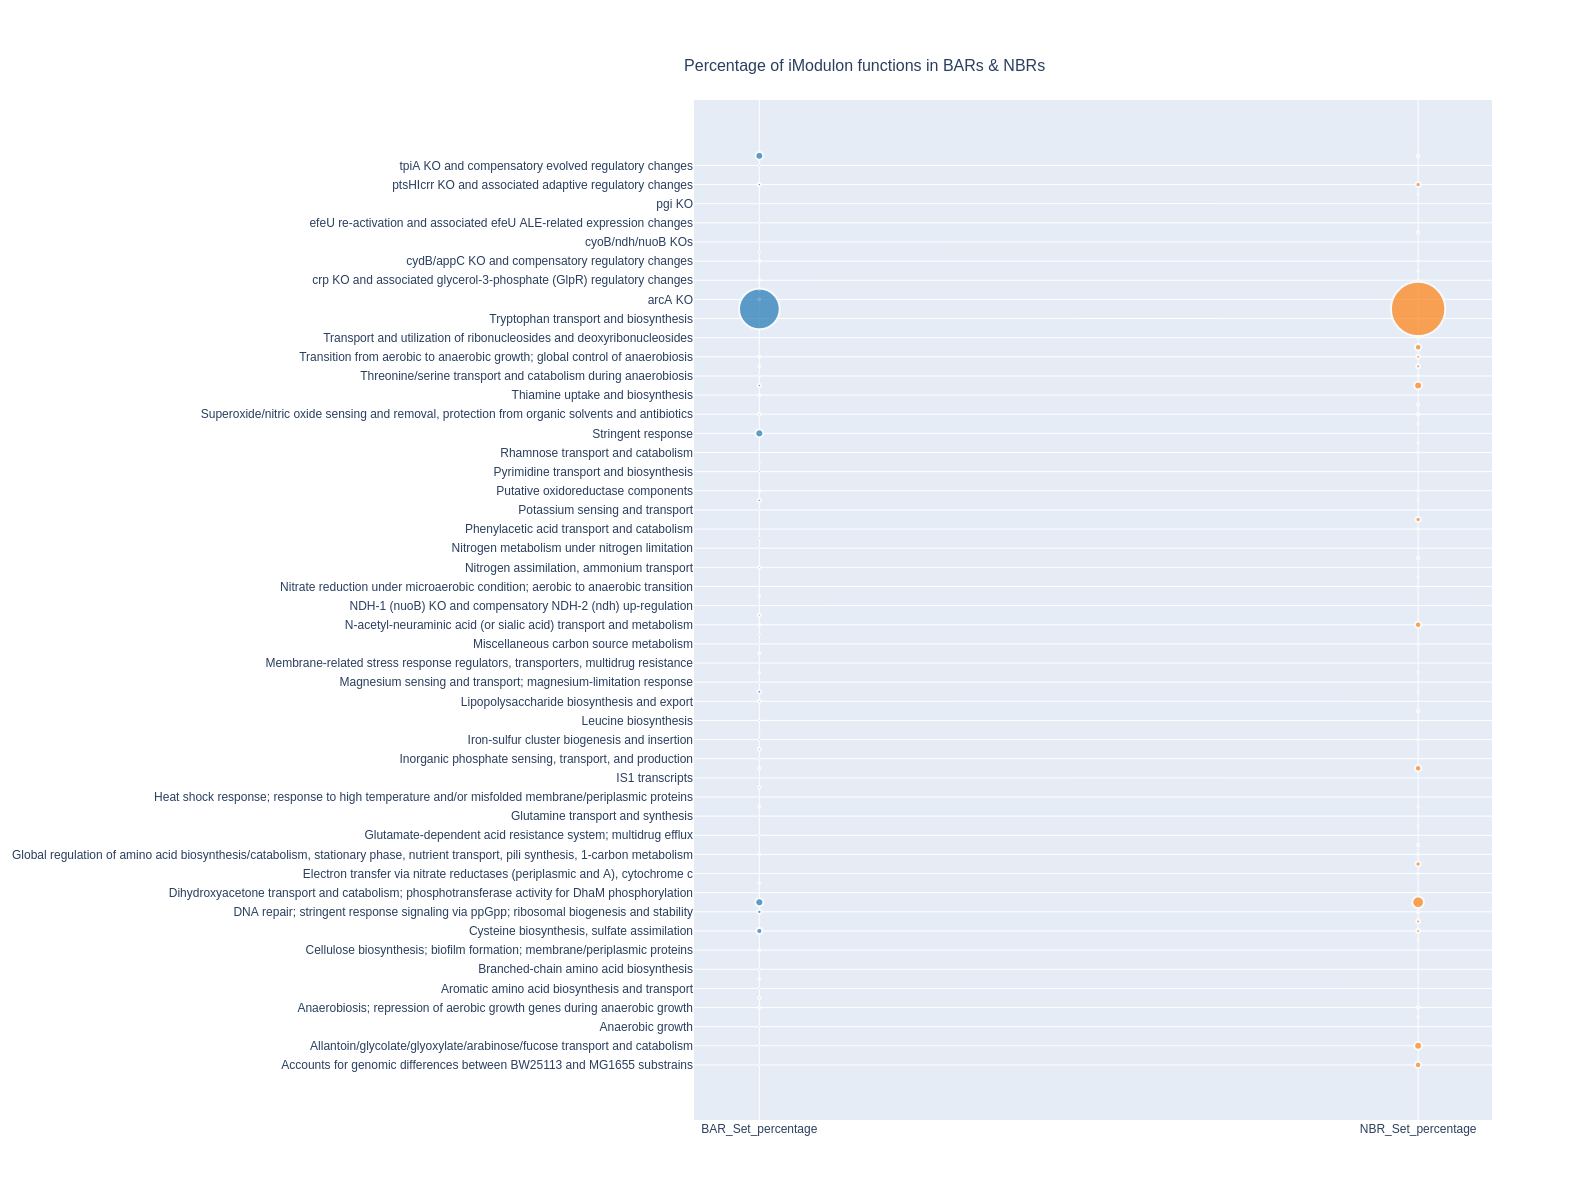 Percentage of iModulon functions in BARs & NBRs
tpiA KO and compensatory evolved regulatory changes
ptsHIcrr KO and associated adaptive regulatory changes
pgi KO
efeU re-activation and associated efeU ALE-related expression changes
cyoB/ndh/nuoB KOs
cydB/appC KO and compensatory regulatory changes
crp KO and associated glycerol-3-phosphate (GlpR) regulatory changes
arcA KO
Tryptophan transport and biosynthesis
Transport and utilization of ribonucleosides and deoxyribonucleosides
Transition from aerobic to anaerobic growth; global control of anaerobiosis
Threonine/serine transport and catabolism during anaerobiosis
Thiamine uptake and biosynthesis
Superoxide/nitric oxide sensing and removal, protection from organic solvents and antibiotics
Stringent response
Rhamnose transport and catabolism
Pyrimidine transport and biosynthesis
Putative oxidoreductase components
Potassium sensing and transport
Phenylacetic acid transport and catabolism
Nitrogen metabolism under nitrogen limitation
Nitrogen assimilation, ammonium transport
Nitrate reduction under microaerobic condition; aerobic to anaerobic transition
NDH-1 (nuoB) KO and compensatory NDH-2 (ndh) up-regulation
N-acetyl-neuraminic acid (or sialic acid) transport and metabolism
Miscellaneous carbon source metabolism
Membrane-related stress response regulators, transporters, multidrug resistance
Magnesium sensing and transport; magnesium-limitation response
Lipopolysaccharide biosynthesis and export
Leucine biosynthesis
Iron-sulfur cluster biogenesis and insertion
Inorganic phosphate sensing, transport, and production
IS1 transcripts
Heat shock response; response to high temperature and/or misfolded membrane/periplasmic proteins
Glutamine transport and synthesis
Glutamate-dependent acid resistance system; multidrug efflux
Global regulation of amino acid biosynthesis/catabolism, stationary phase, nutrient transport, pili synthesis, 1-carbon metabolism
Electron transfer via nitrate reductases (periplasmic and A), cytochrome c
Dihydroxyacetone transport and catabolism; phosphotransferase activity for DhaM phosphorylation
DNA repair; stringent response signaling via ppGpp; ribosomal biogenesis and stability
Cysteine biosynthesis, sulfate assimilation
Cellulose biosynthesis; biofilm formation; membrane/periplasmic proteins
Branched-chain amino acid biosynthesis
Aromatic amino acid biosynthesis and transport
Anaerobiosis; repression of aerobic growth genes during anaerobic growth
Anaerobic growth
Allantoin/glycolate/glyoxylate/arabinose/fucose transport and catabolism
Accounts for genomic differences between BW25113 and MG1655 substrains
BAR_Set_percentage
NBR_Set_percentage